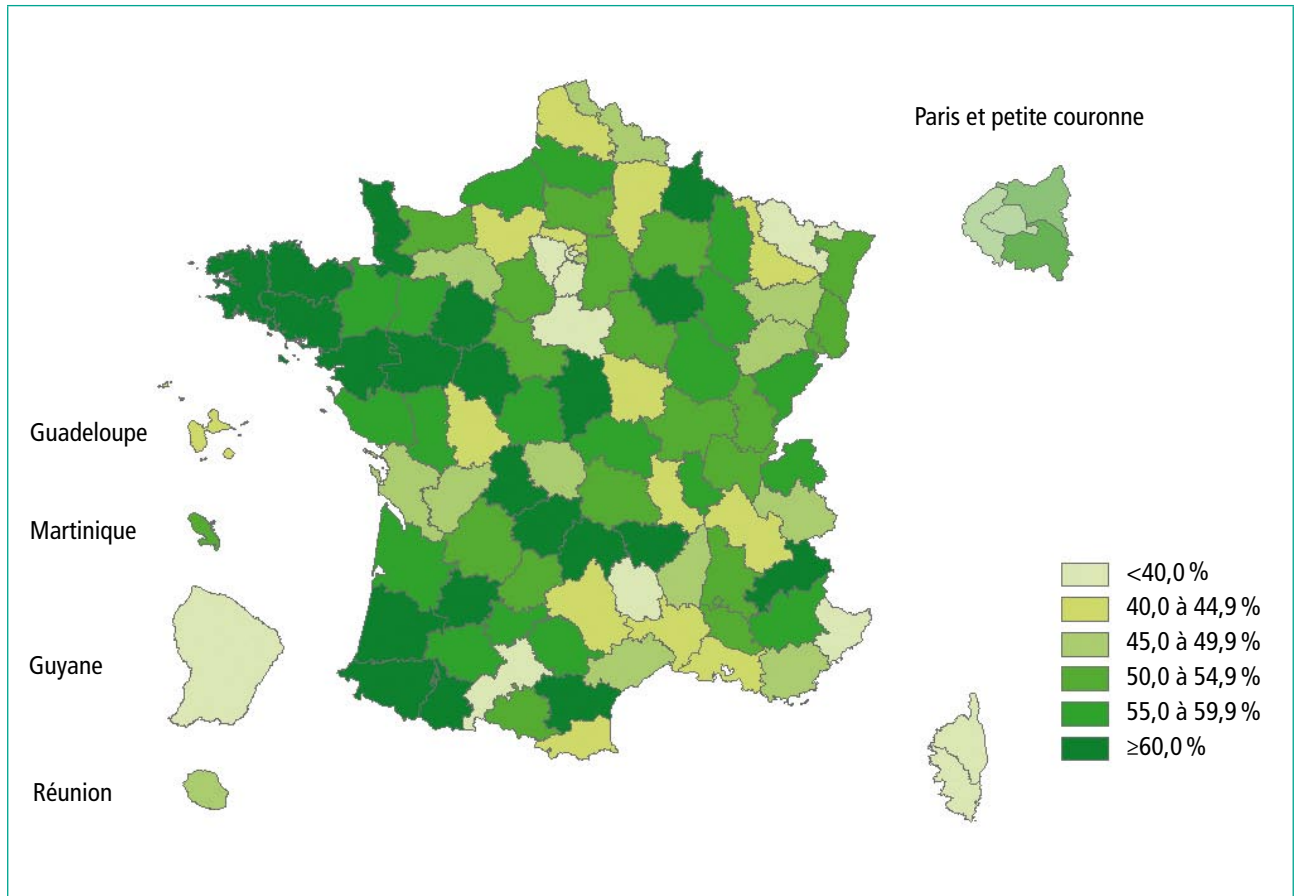 Paris et petite couronne
Guadeloupe
Martinique
Guyane
Réunion
<40,0 %
40,0 à 44,9 %
45,0 à 49,9 %
50,0 à 54,9 %
55,0 à 59,9 %
≥60,0 %